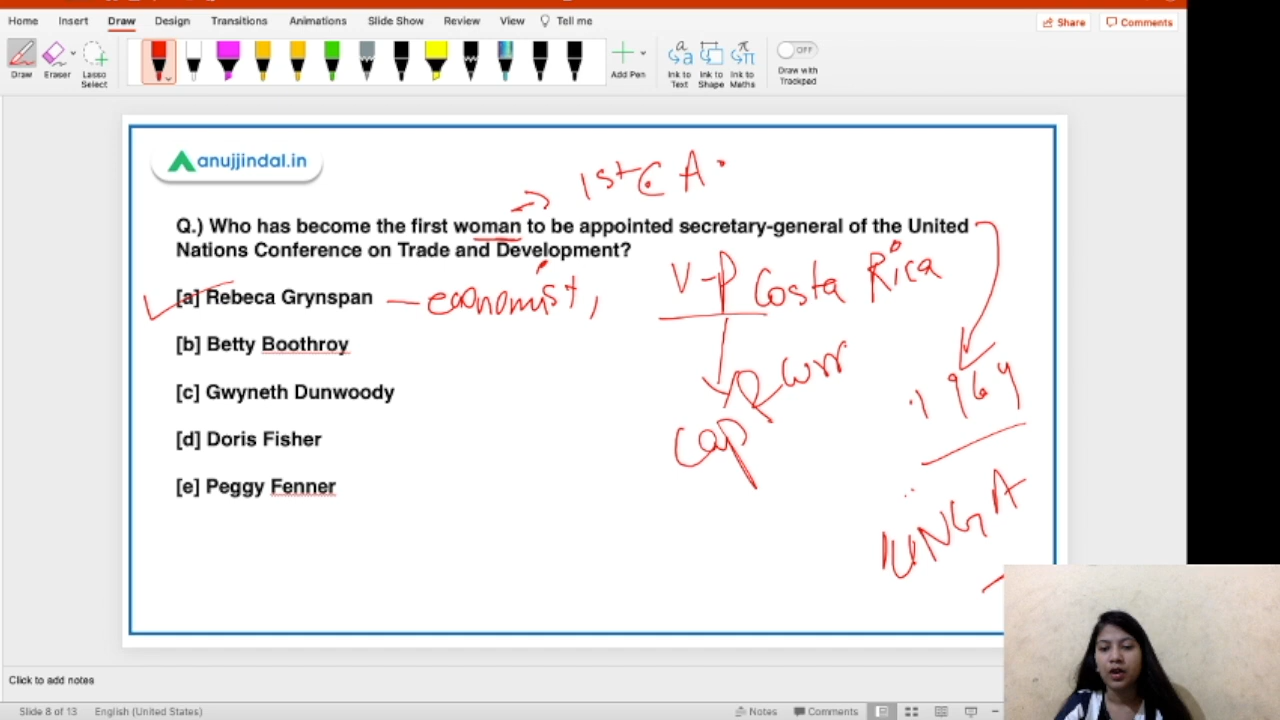 Home Insert Draw Design Transitions Animations Slide Show Review View Tell me Share Comments
Draw Eraser Lasso Select Add Pen Ink to Text Ink to Shape Ink to Maths OFF Draw with Trackpad
anujjindal.in
1st C A
Q.) Who has become the first woman to be appointed secretary-general of the United
Nations Conference on Trade and Development?
V-P Costa Rica
[a] Rebeca Grynspan – economist,
[b] Betty Boothroy
[c] Gwyneth Dunwoody
1964
[d] Doris Fisher
Cap
[e] Peggy Fenner
UNGA
Click to add notes
Slide 8 of 13 English (United States) Notes Comments